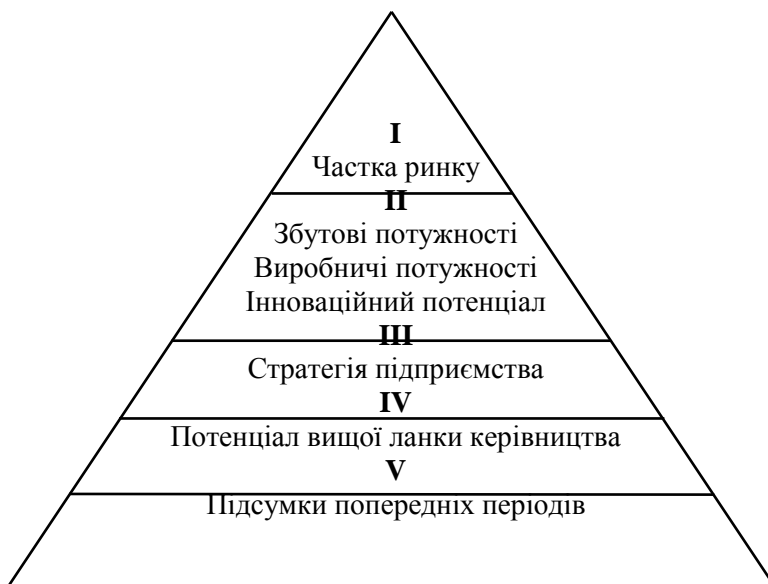 I
Частка ринку
II
Збутові потужності
Виробничі потужності
Інноваційний потенціал
III
Стратегія підприємства
IV
Потенціал вищої ланки керівництва
V
Підсумки попередніх періодів